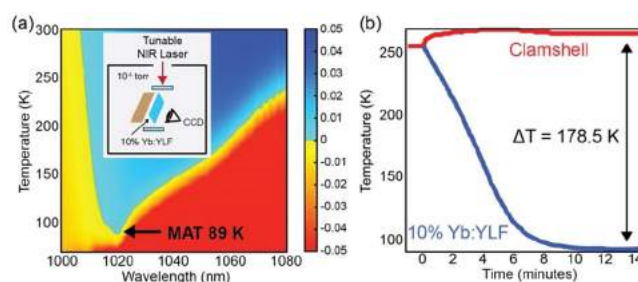 (a)
300
250
200
150
100
Temperature (K)
1000
1020
1040
1060
1080
Wavelength (nm)
Tunable
NIR Laser
10% Yb:YLF
CCD
MAT 89 K
0.05
0.04
0.03
0.02
0.01
0
-0.01
-0.02
-0.03
-0.04
-0.05
(b)
Clamshell
250
200
150
100
Temperature (K)
ΔT = 178.5 K
10% Yb:YLF
0
2
4
6
8
10
12
14
Time (minutes)